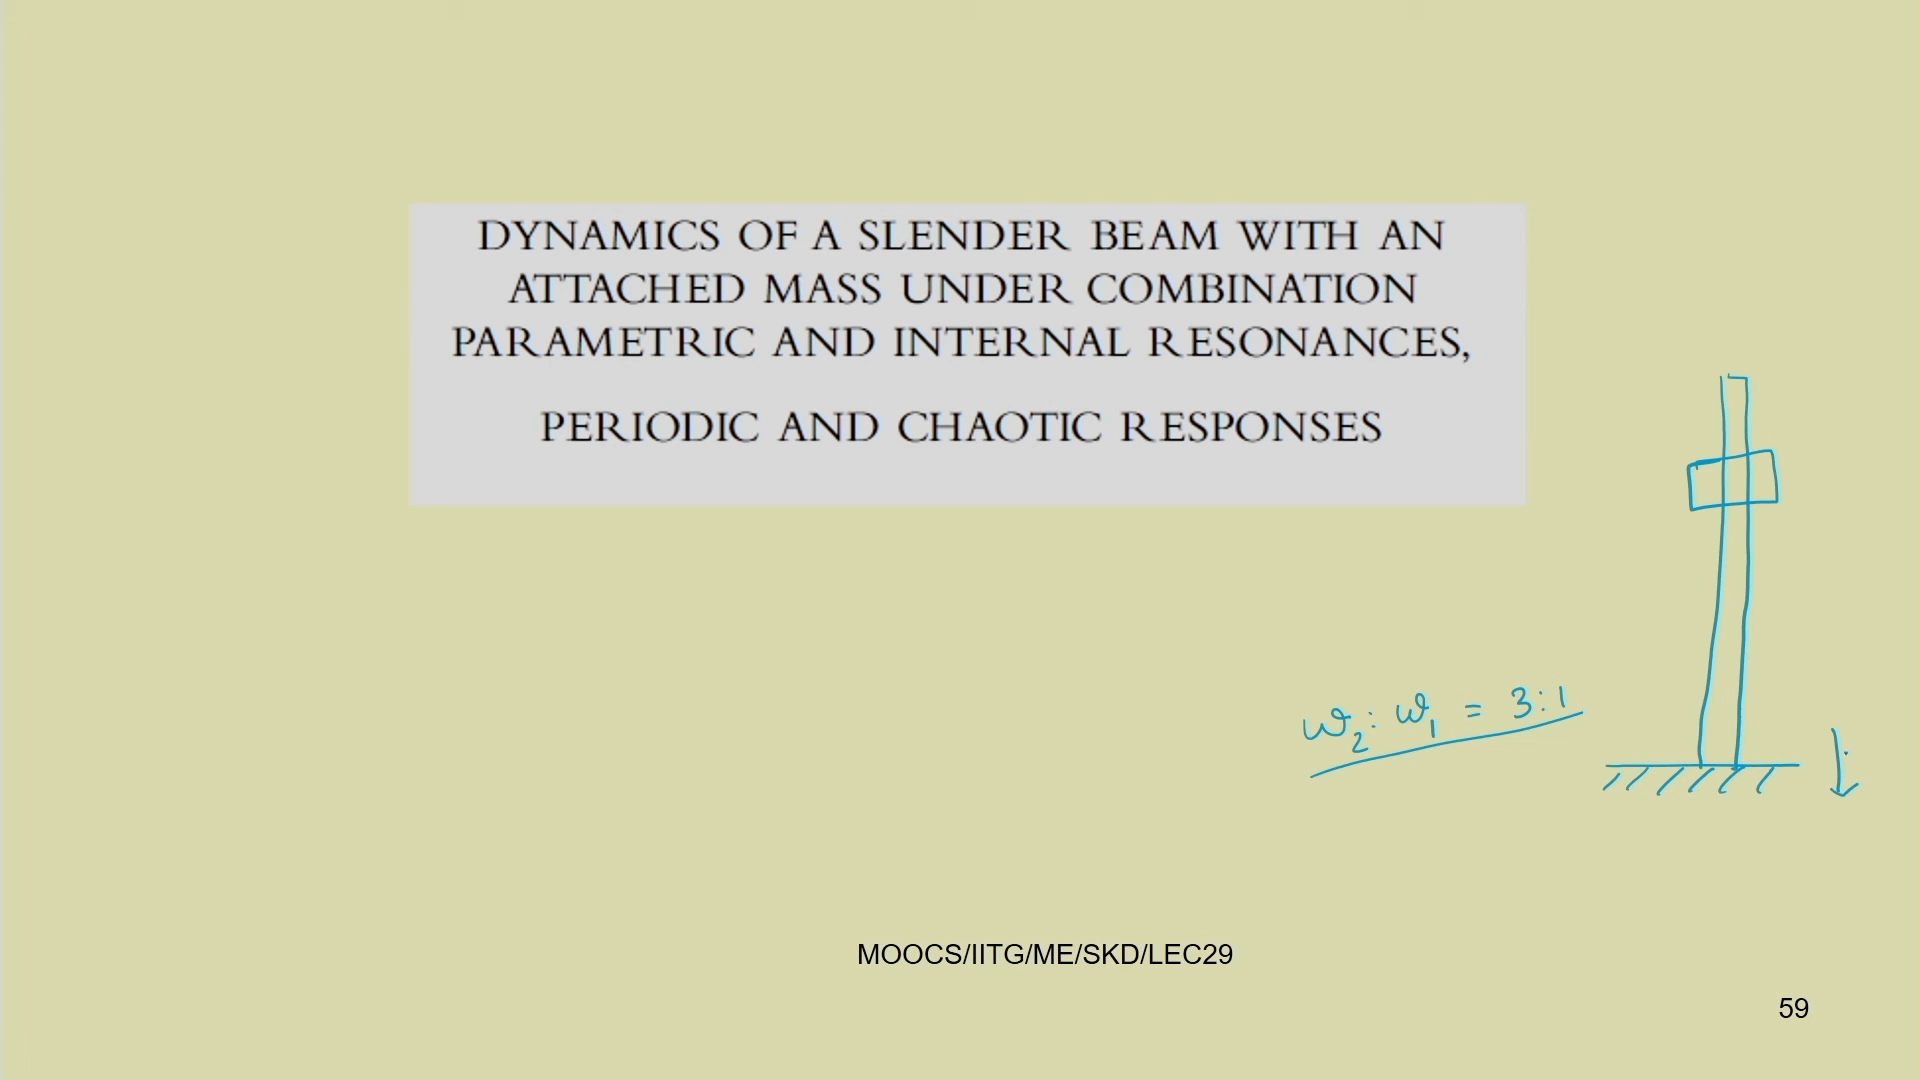 DYNAMICS OF A SLENDER BEAM WITH AN
ATTACHED MASS UNDER COMBINATION
PARAMETRIC AND INTERNAL RESONANCES,
PERIODIC AND CHAOTIC RESPONSES
ω₂ : ω₁ = 3:1
MOOCS/IITG/ME/SKD/LEC29
59